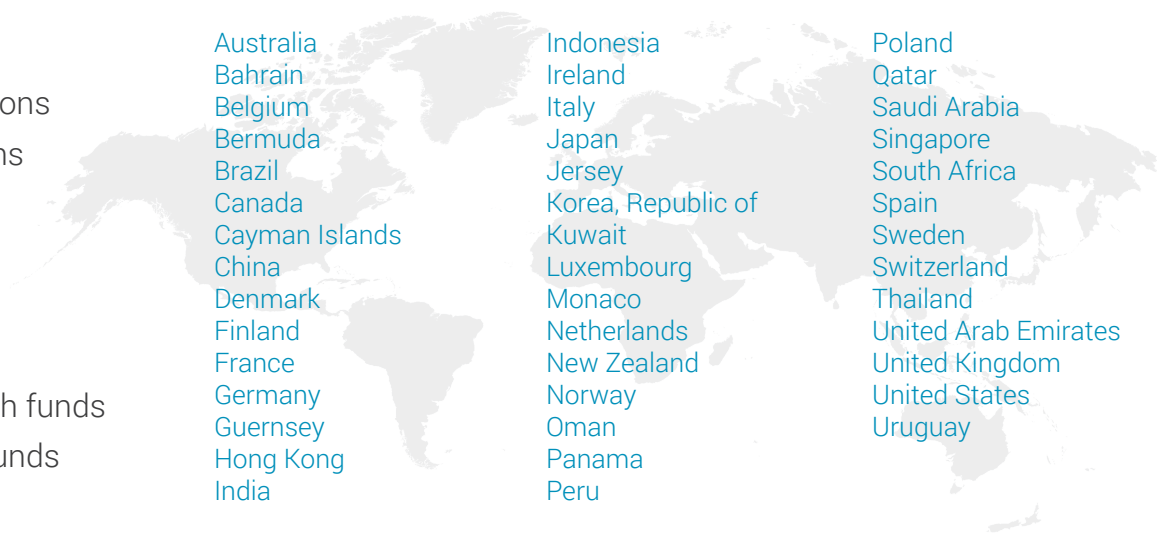 ons
ns
h funds
unds
Australia
Bahrain
Belgium
Bermuda
Brazil
Canada
Cayman Islands
China
Denmark
Finland
France
Germany
Guernsey
Hong Kong
India
Indonesia
Ireland
Italy
Japan
Jersey
Korea, Republic of
Kuwait
Luxembourg
Monaco
Netherlands
New Zealand
Norway
Oman
Panama
Peru
Poland
Qatar
Saudi Arabia
Singapore
South Africa
Spain
Sweden
Switzerland
Thailand
United Arab Emirates
United Kingdom
United States
Uruguay